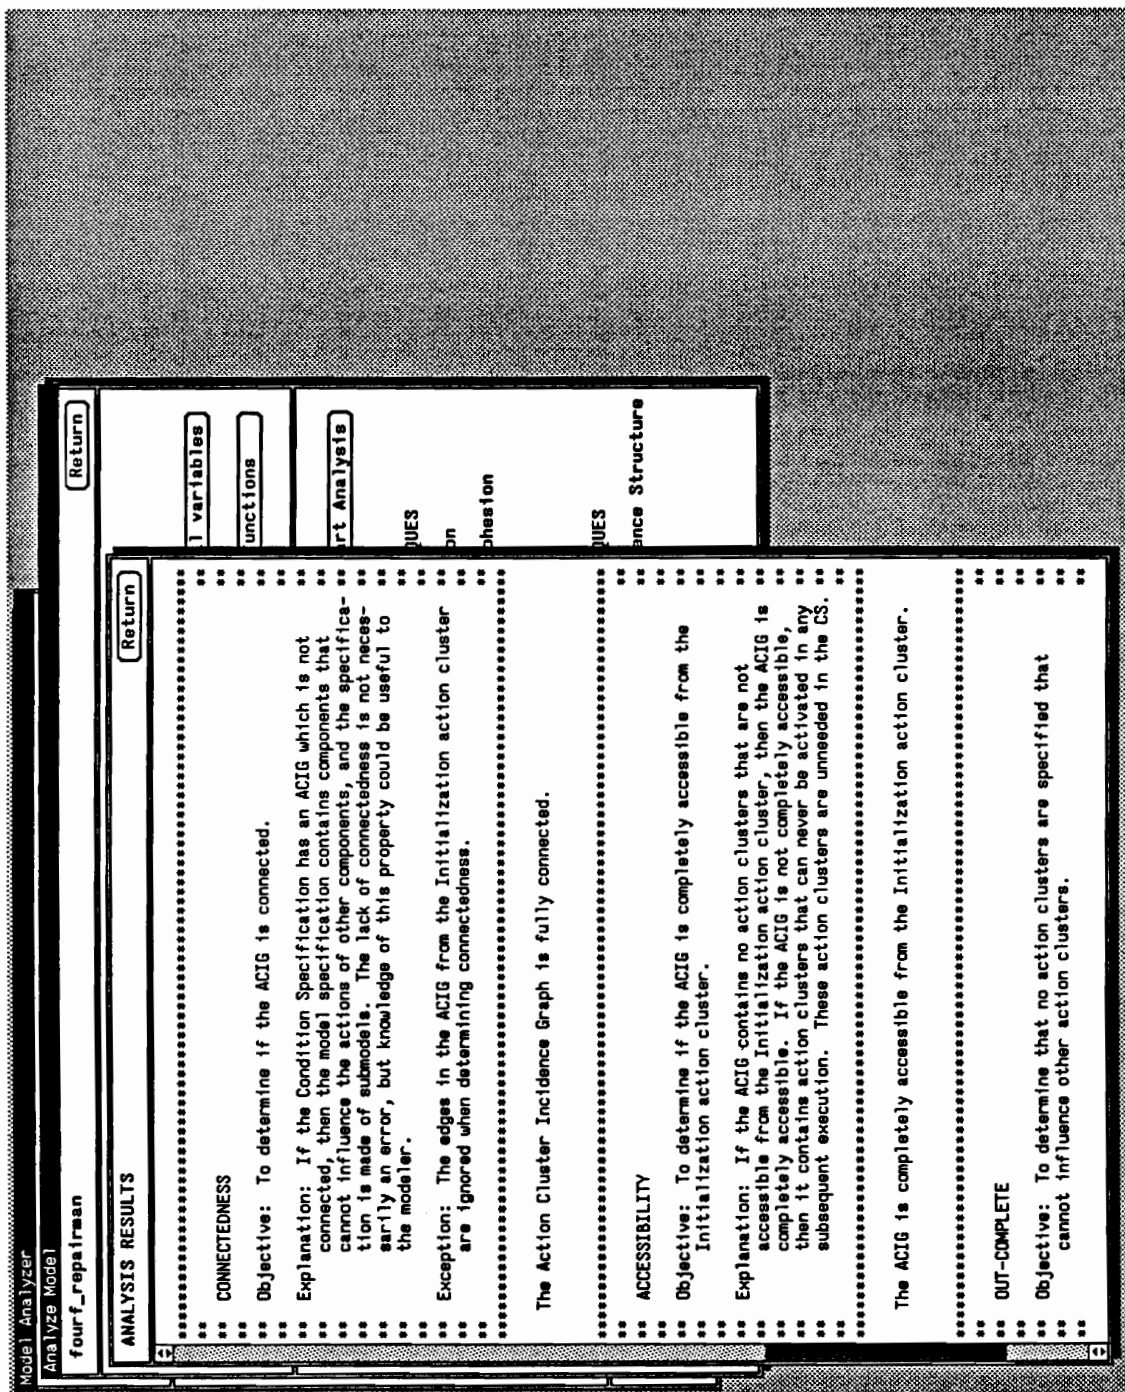 Model Analyzer
Analyze Model
fourf_repairman
Return
l variables
unctions
rt Analysis
QUES
on
ohesion
QUES
ence Structure
ANALYSIS RESULTS
Return
**********************************************************************
** **
** CONNECTEDNESS **
** **
** Objective: To determine if the ACIG is connected. **
** **
** Explanation: If the Condition Specification has an ACIG which is not **
** connected, then the model specification contains components that **
** cannot influence the actions of other components, and the specifica- **
** tion is made of submodels. The lack of connectedness is not neces- **
** sarily an error, but knowledge of this property could be useful to **
** the modeler. **
** **
** Exception: The edges in the ACIG from the Initialization action cluster **
** are ignored when determining connectedness. **
** **
**********************************************************************
The Action Cluster Incidence Graph is fully connected.
**********************************************************************
** **
** ACCESSIBILITY **
** **
** Objective: To determine if the ACIG is completely accessible from the **
** Initialization action cluster. **
** **
** Explanation: If the ACIG contains no action clusters that are not **
** accessible from the Initialization action cluster, then the ACIG is **
** completely accessible. If the ACIG is not completely accessible, **
** then it contains action clusters that can never be activated in any **
** subsequent execution. These action clusters are unneeded in the CS. **
** **
**********************************************************************
The ACIG is completely accessible from the Initialization action cluster.
**********************************************************************
** **
** OUT-COMPLETE **
** **
** Objective: To determine that no action clusters are specified that **
** cannot influence other action clusters. **
** **